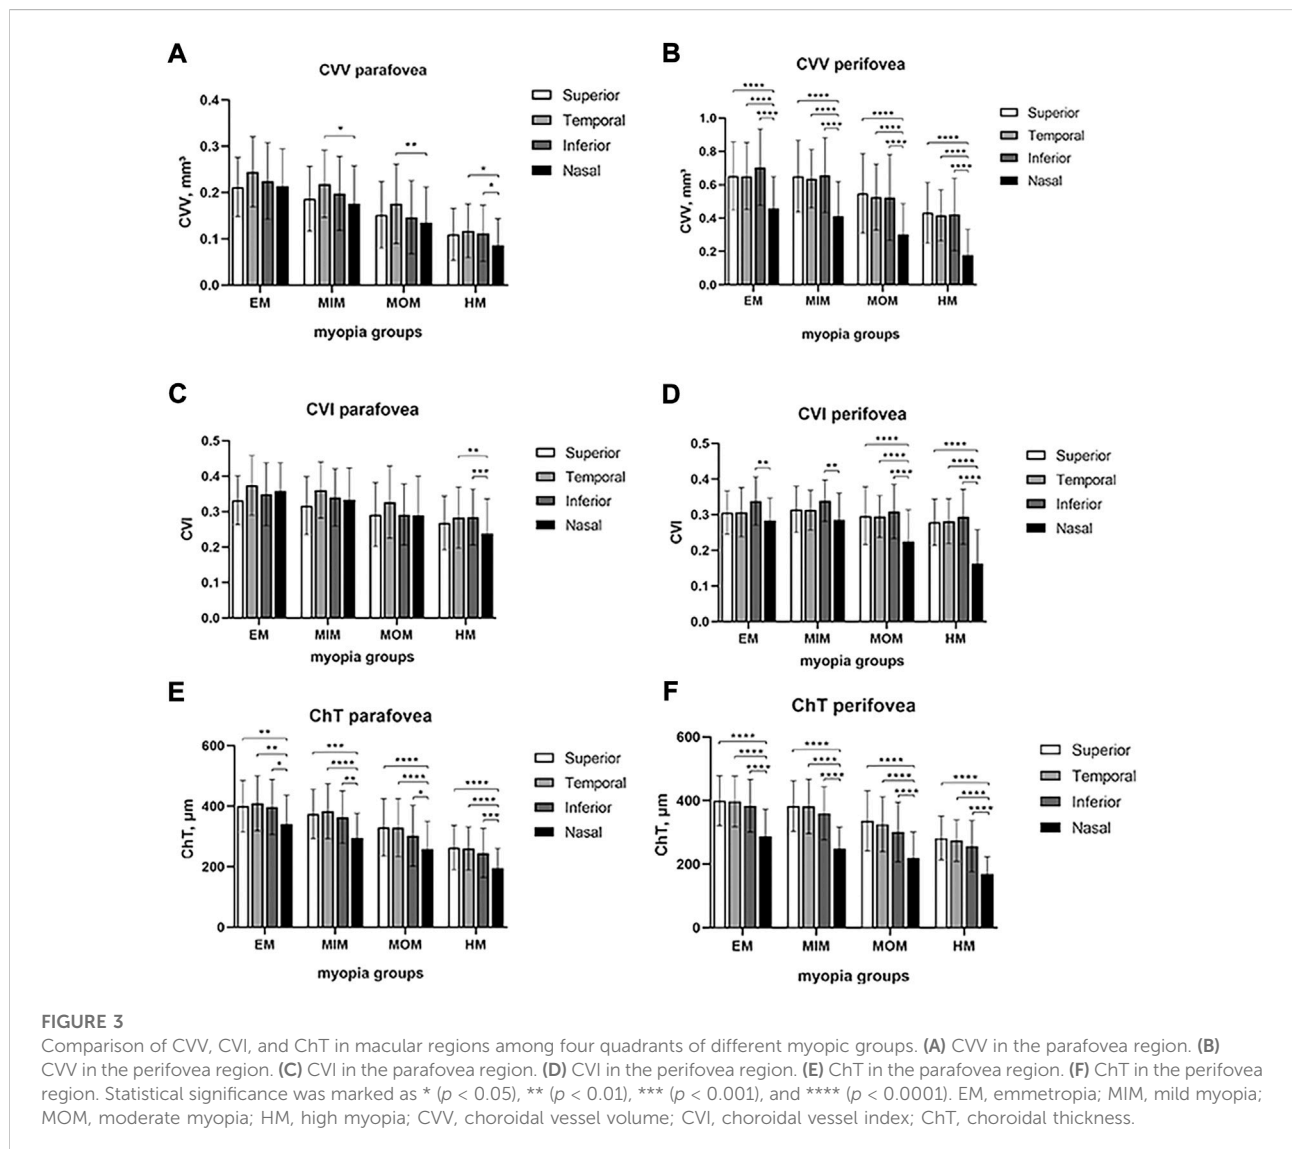 A
CVV parafovea
CVV, mm³
0.4
0.3
0.2
0.1
0.0
* ** * *
EM MIM MOM HM
myopia groups
Superior
Temporal
Inferior
Nasal
B
CVV perifovea
CVV, mm³
1.0
0.8
0.6
0.4
0.2
0.0
**** **** **** ****
**** **** **** ****
**** **** **** ****
EM MIM MOM HM
myopia groups
Superior
Temporal
Inferior
Nasal
C
CVI parafovea
CVI
0.5
0.4
0.3
0.2
0.1
0.0
**
***
EM MIM MOM HM
myopia groups
Superior
Temporal
Inferior
Nasal
D
CVI perifovea
CVI
0.5
0.4
0.3
0.2
0.1
0.0
** ** **** ****
**** ****
**** ****
EM MIM MOM HM
myopia groups
Superior
Temporal
Inferior
Nasal
E
ChT parafovea
ChT, μm
600
400
200
0
** *** **** ****
** **** **** ****
* ** * ***
EM MIM MOM HM
myopia groups
Superior
Temporal
Inferior
Nasal
F
ChT perifovea
ChT, μm
600
400
200
0
**** **** **** ****
**** **** **** ****
**** **** **** ****
EM MIM MOM HM
myopia groups
Superior
Temporal
Inferior
Nasal
FIGURE 3
Comparison of CVV, CVI, and ChT in macular regions among four quadrants of different myopic groups. (A) CVV in the parafovea region. (B)
CVV in the perifovea region. (C) CVI in the parafovea region. (D) CVI in the perifovea region. (E) ChT in the parafovea region. (F) ChT in the perifovea
region. Statistical significance was marked as * (p < 0.05), ** (p < 0.01), *** (p < 0.001), and **** (p < 0.0001). EM, emmetropia; MIM, mild myopia;
MOM, moderate myopia; HM, high myopia; CVV, choroidal vessel volume; CVI, choroidal vessel index; ChT, choroidal thickness.